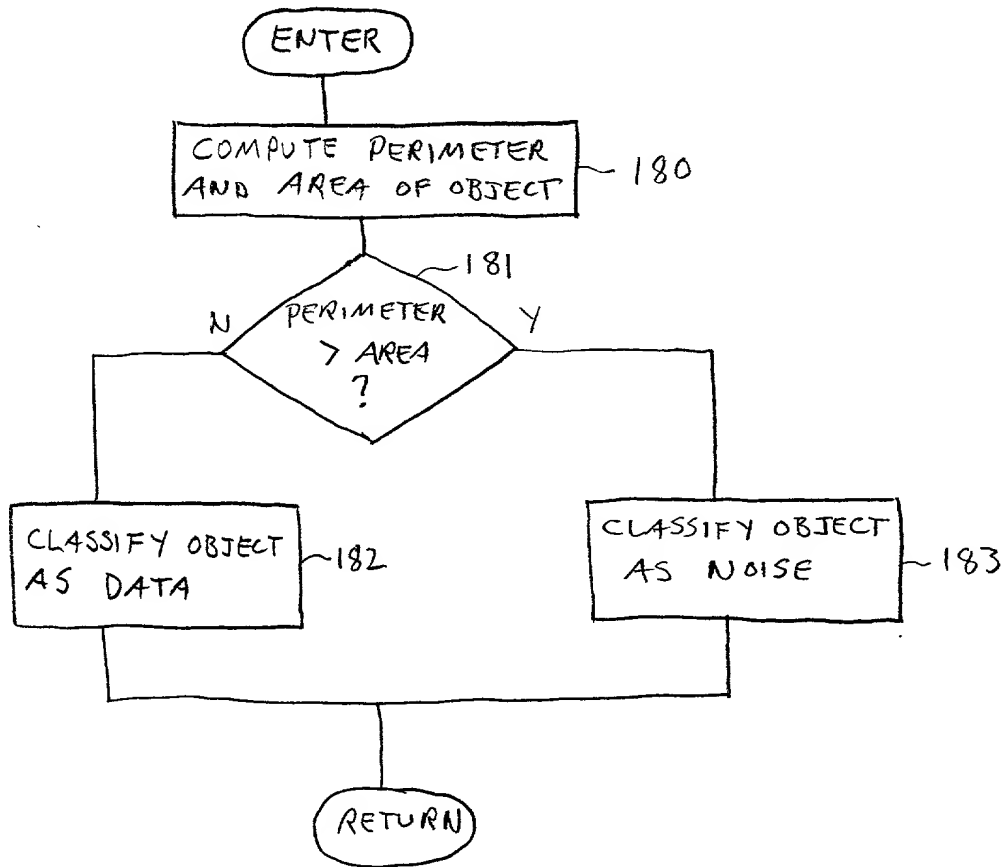 ENTER
COMPUTE PERIMETER
AND AREA OF OBJECT
180
181
N
PERIMETER
Y
> AREA
?
CLASSIFY OBJECT
AS DATA
182
CLASSIFY OBJECT
AS NOISE
183
RETURN